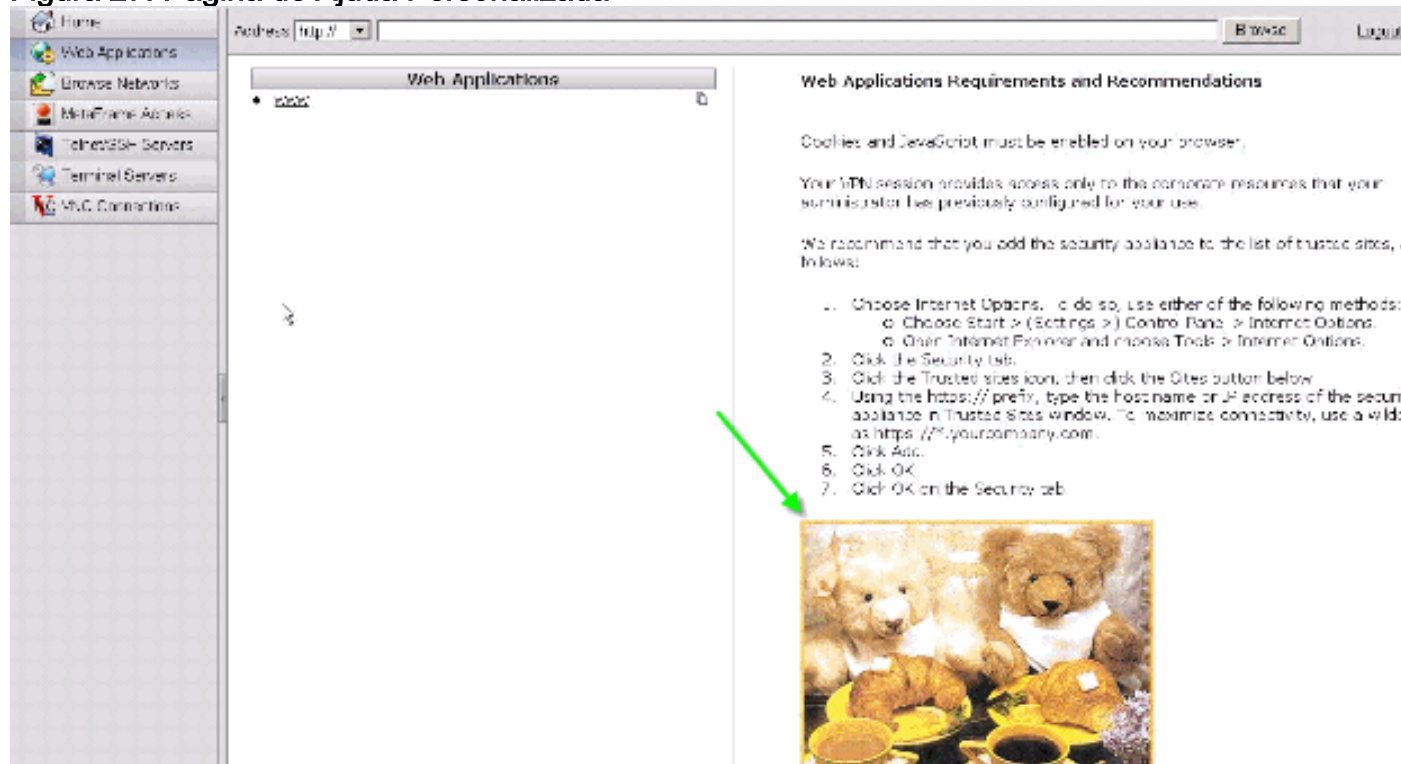 Home
Web Applications
Browse Networks
MetaFrame Access
Telnet/SSH Servers
Terminal Servers
VNC Connections
Address http://
Browse
Logout
Web Applications
Web Applications Requirements and Recommendations
Cookies and JavaScript must be enabled on your browser.
Your VPN session provides access only to the corporate resources that your
administrator has previously configured for your use.
We recommend that you add the security appliance to the list of trusted sites,
follows:
1. Choose Internet Options. To do so, use either of the following methods:
o Choose Start > (Settings >) Control Panel > Internet Options.
o Open Internet Explorer and choose Tools > Internet Options.
2. Click the Security tab.
3. Click the Trusted sites icon, then click the Sites button below
4. Using the https:// prefix, type the host name or IP address of the securi
appliance in Trusted Sites window. To maximize connectivity, use a wildc
as https://*.yourcompany.com.
5. Click Add.
6. Click OK
7. Click OK on the Security tab